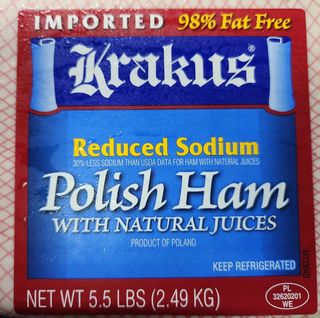 IMPORTED 98% Fat Free
Krakus®
Reduced Sodium
30% LESS SODIUM THAN USDA DATA FOR HAM WITH NATURAL JUICES
Polish Ham
WITH NATURAL JUICES
PRODUCT OF POLAND
KEEP REFRIGERATED
NET WT 5.5 LBS (2.49 KG)
PL
32620201
WE